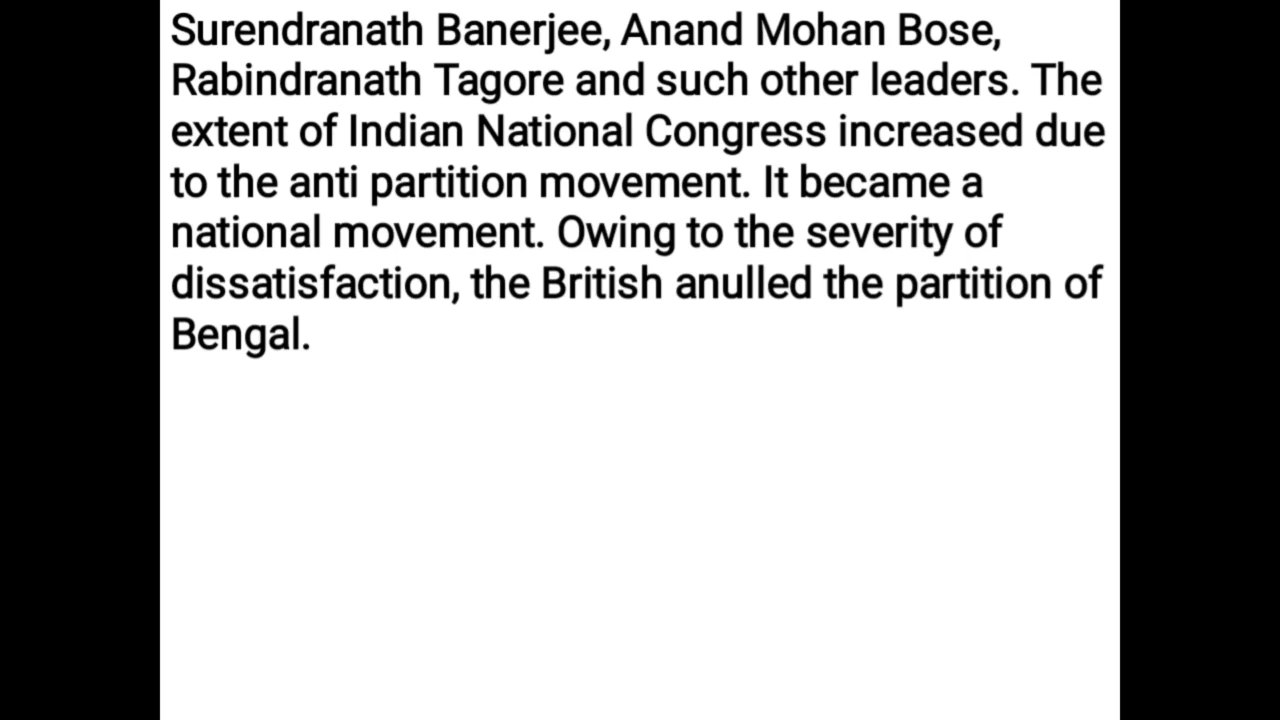 Surendranath Banerjee, Anand Mohan Bose,
Rabindranath Tagore and such other leaders. The
extent of Indian National Congress increased due
to the anti partition movement. It became a
national movement. Owing to the severity of
dissatisfaction, the British anulled the partition of
Bengal.